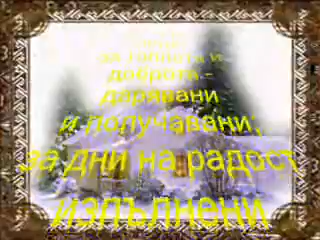 за топлота и
доброта -
дарявани
и получавани;
за дни на радост
изпълнени